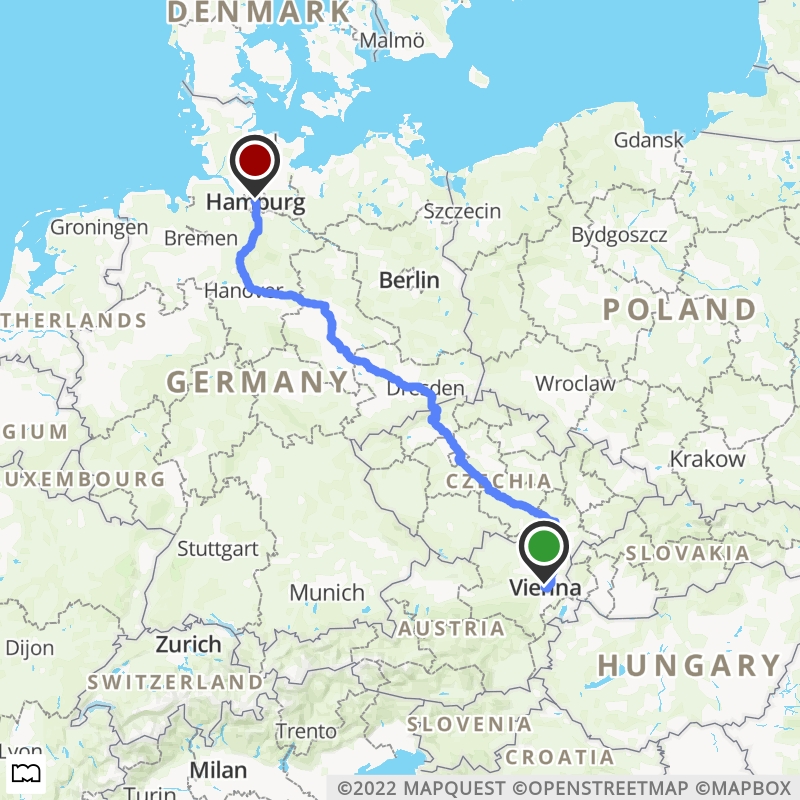 DENMARK
Malmö
Gdansk
Hamburg
Szczecin
Groningen
Bremen
Bydgoszcz
Berlin
Hanover
POLAND
THERLANDS
GERMANY
Dresden
Wroclaw
GIUM
Krakow
UXEMBOURG
CZECHIA
Stuttgart
SLOVAKIA
Munich
Vienna
AUSTRIA
Dijon
Zurich
HUNGARY
SWITZERLAND
SLOVENIA
Trento
Lyon
CROATIA
Milan
Turin
©2022 MAPQUEST ©OPENSTREETMAP ©MAPBOX